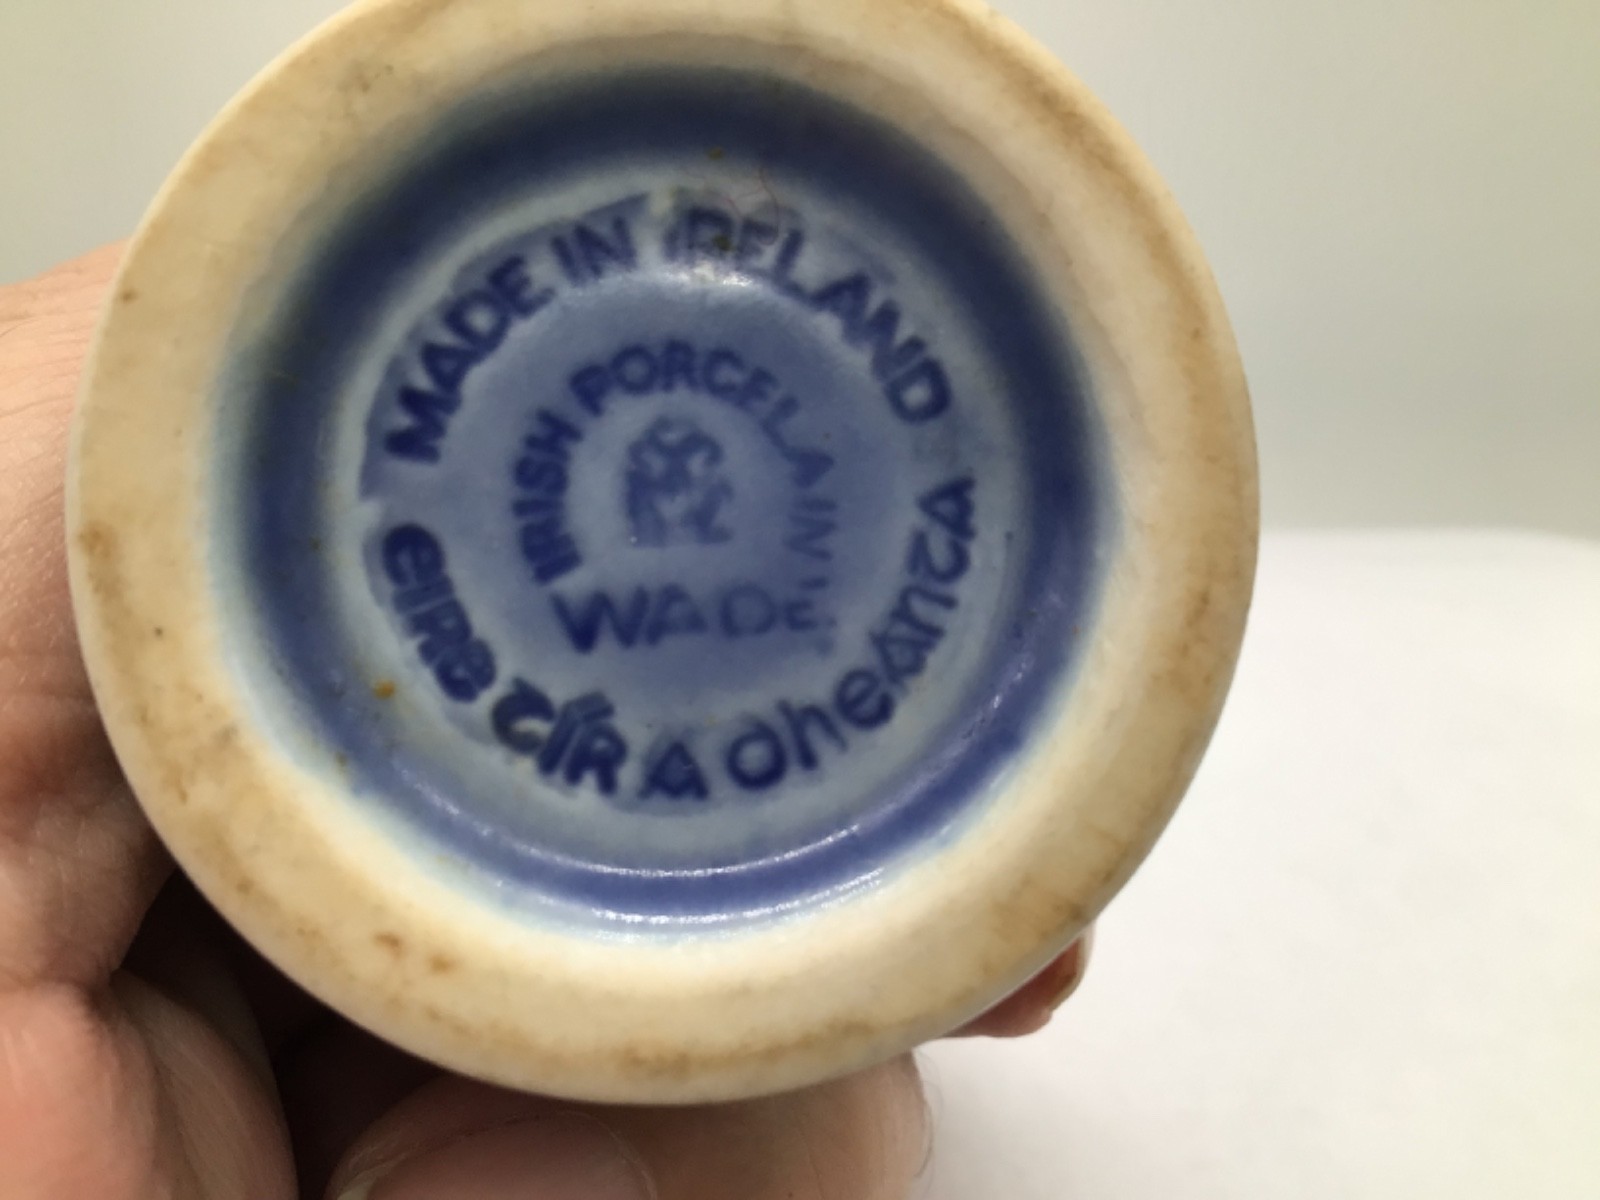 MADE IN IRELAND
IRISH PORCELAIN
WADE
eiRe Tír A dheanta